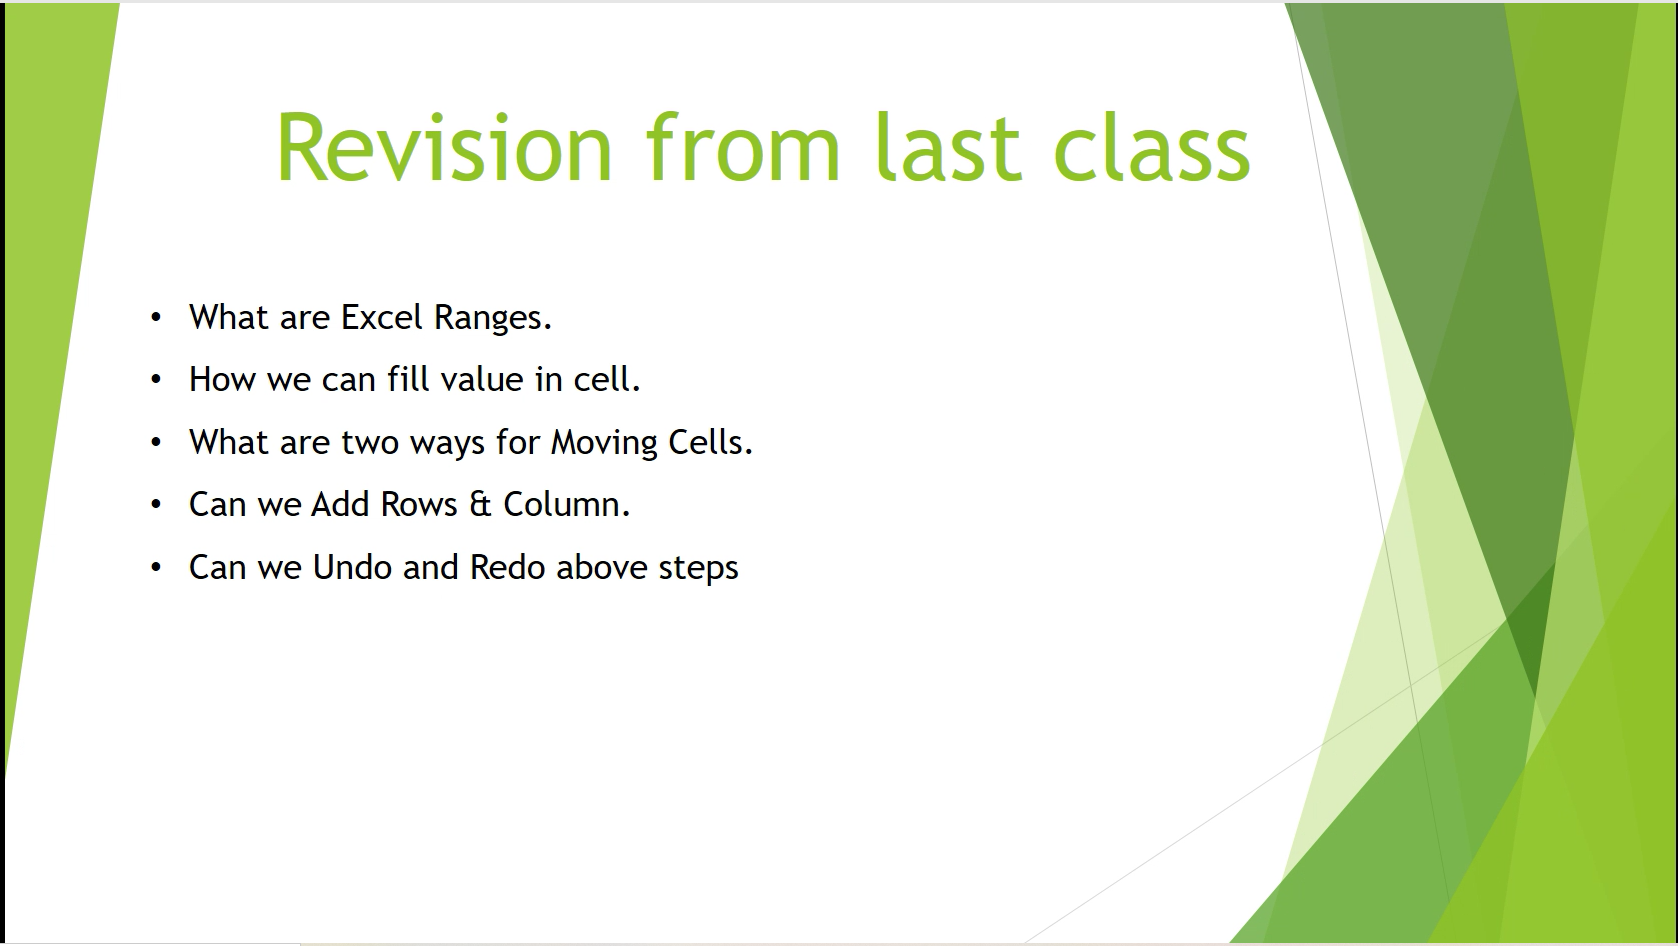 Revision from last class
• What are Excel Ranges.
• How we can fill value in cell.
• What are two ways for Moving Cells.
• Can we Add Rows & Column.
• Can we Undo and Redo above steps